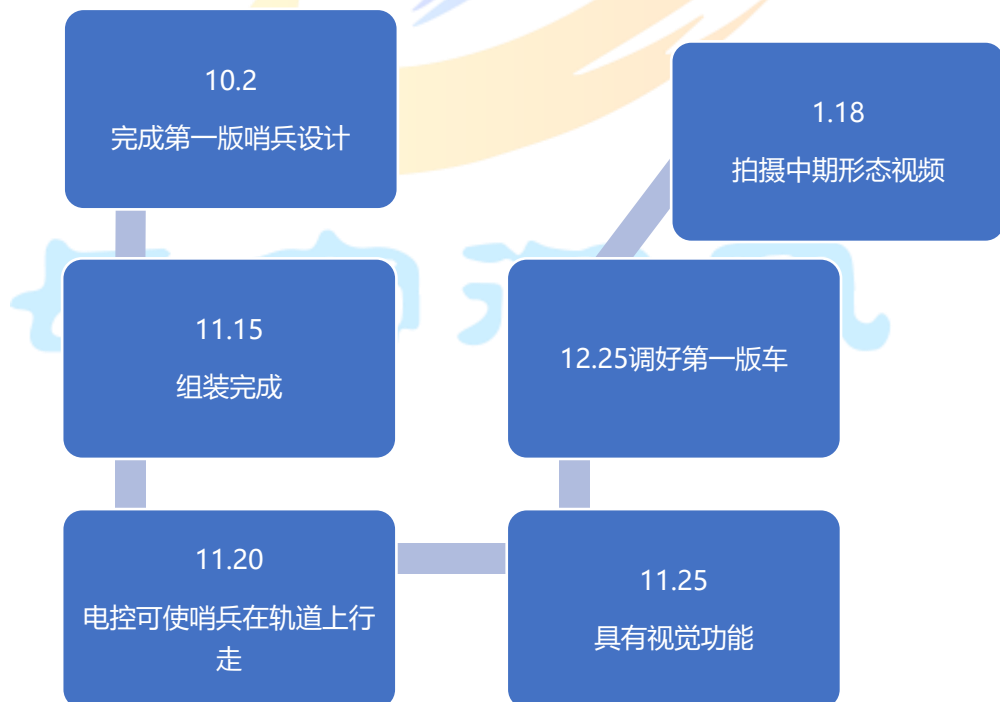 10.2
完成第一版哨兵设计
11.15
组装完成
11.20
电控可使哨兵在轨道上行
走
11.25
具有视觉功能
12.25调好第一版车
1.18
拍摄中期形态视频